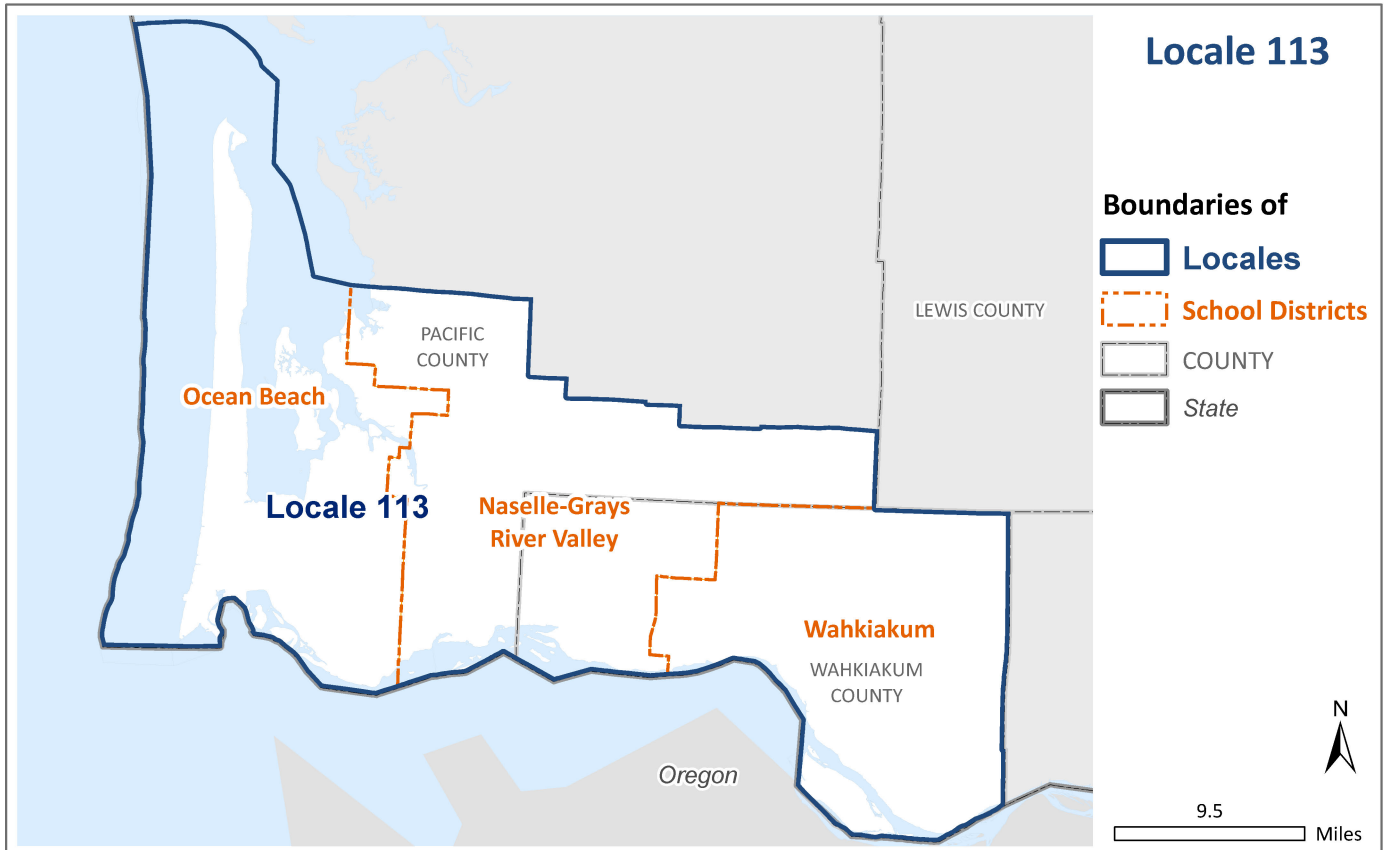 Locale 113
Boundaries of
Locales
School Districts
COUNTY
State
LEWIS COUNTY
PACIFIC
COUNTY
Ocean Beach
Locale 113
Naselle-Grays
River Valley
Wahkiakum
WAHKIAKUM
COUNTY
Oregon
N
9.5
Miles